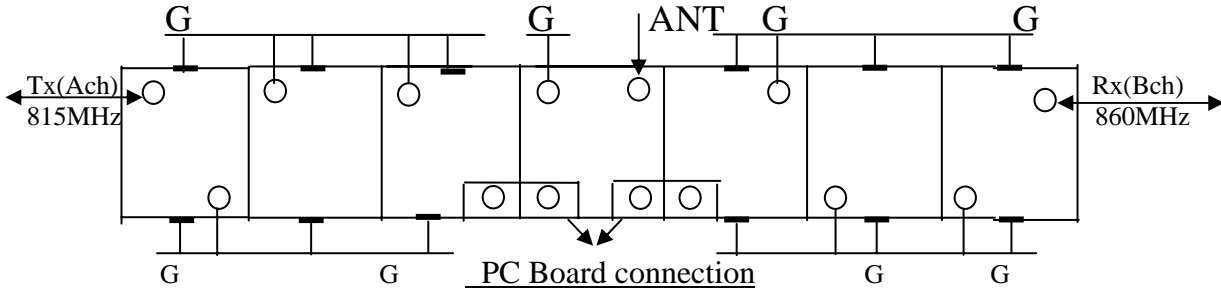 G G ANT G G
Tx(Ach) Rx(Bch)
815MHz 860MHz
G G PC Board connection G G